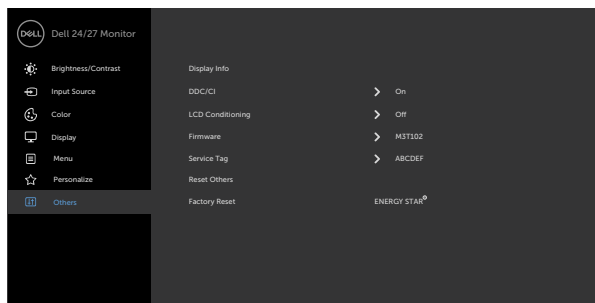 DELL Dell 24/27 Monitor
Brightness/Contrast Display Info
Input Source DDC/CI On
Color LCD Conditioning Off
Display Firmware M3T102
Menu Service Tag ABCDEF
Personalize Reset Others
Others Factory Reset ENERGY STAR®